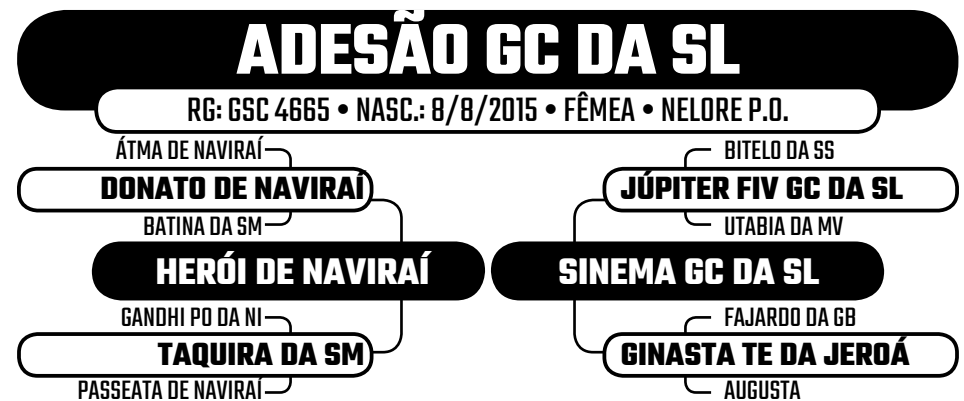 ADESÃO GC DA SL
RG: GSC 4665 • NASC.: 8/8/2015 • FÊMEA • NELORE P.O.
ÁTMA DE NAVIRAÍ
DONATO DE NAVIRAÍ
BATINA DA SM
HERÓI DE NAVIRAÍ
GANDHI PO DA NI
TAQUIRA DA SM
PASSEATA DE NAVIRAÍ
BITELO DA SS
JÚPITER FIV GC DA SL
UTABIA DA MV
SINEMA GC DA SL
FAJARDO DA GB
GINASTA TE DA JEROÁ
AUGUSTA